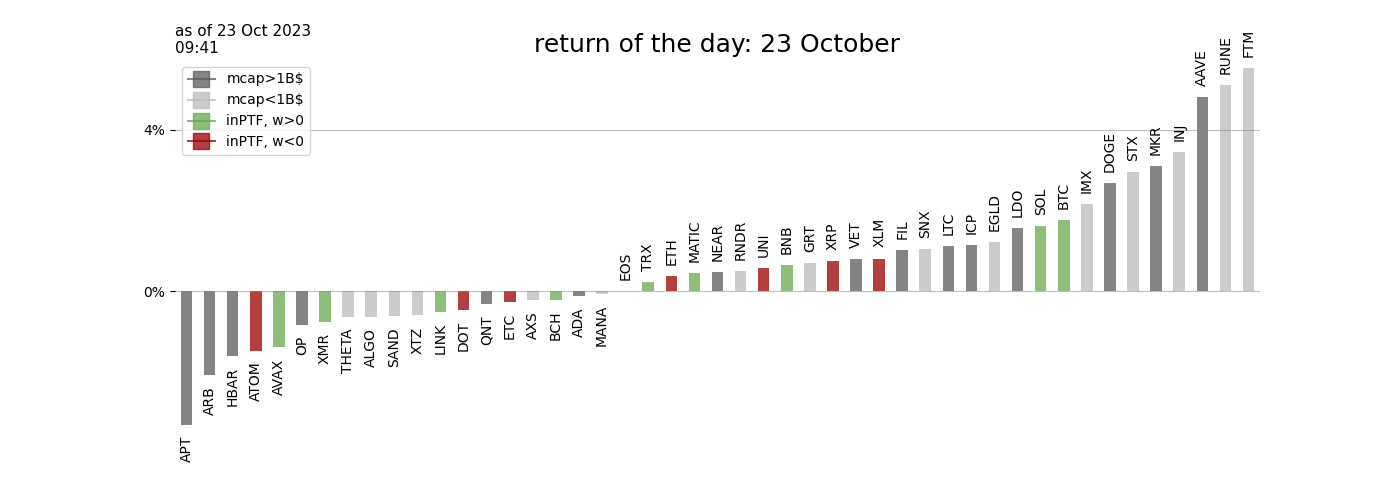 as of 23 Oct 2023
09:41
return of the day: 23 October
mcap>1B$
mcap<1B$
inPTF, w>0
inPTF, w<0
4%
0%
APT
ARB
HBAR
ATOM
AVAX
OP
XMR
THETA
ALGO
SAND
XTZ
LINK
DOT
QNT
ETC
AXS
BCH
ADA
MANA
EOS
TRX
ETH
MATIC
NEAR
RNDR
UNI
BNB
GRT
XRP
VET
XLM
FIL
SNX
LTC
ICP
EGLD
LDO
SOL
BTC
IMX
DOGE
STX
MKR
INJ
AAVE
RUNE
FTM